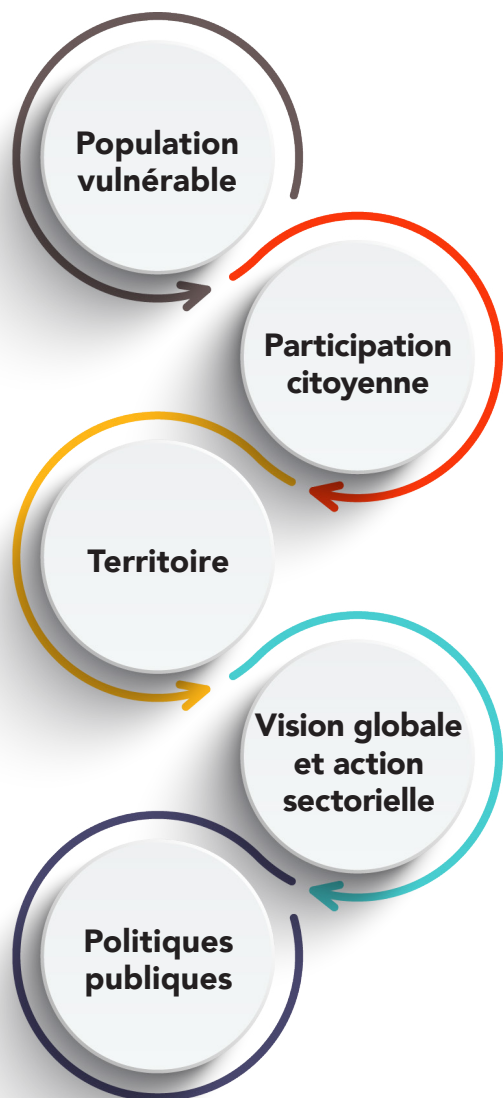 Population
vulnérable
Participation
citoyenne
Territoire
Vision globale
et action
sectorielle
Politiques
publiques